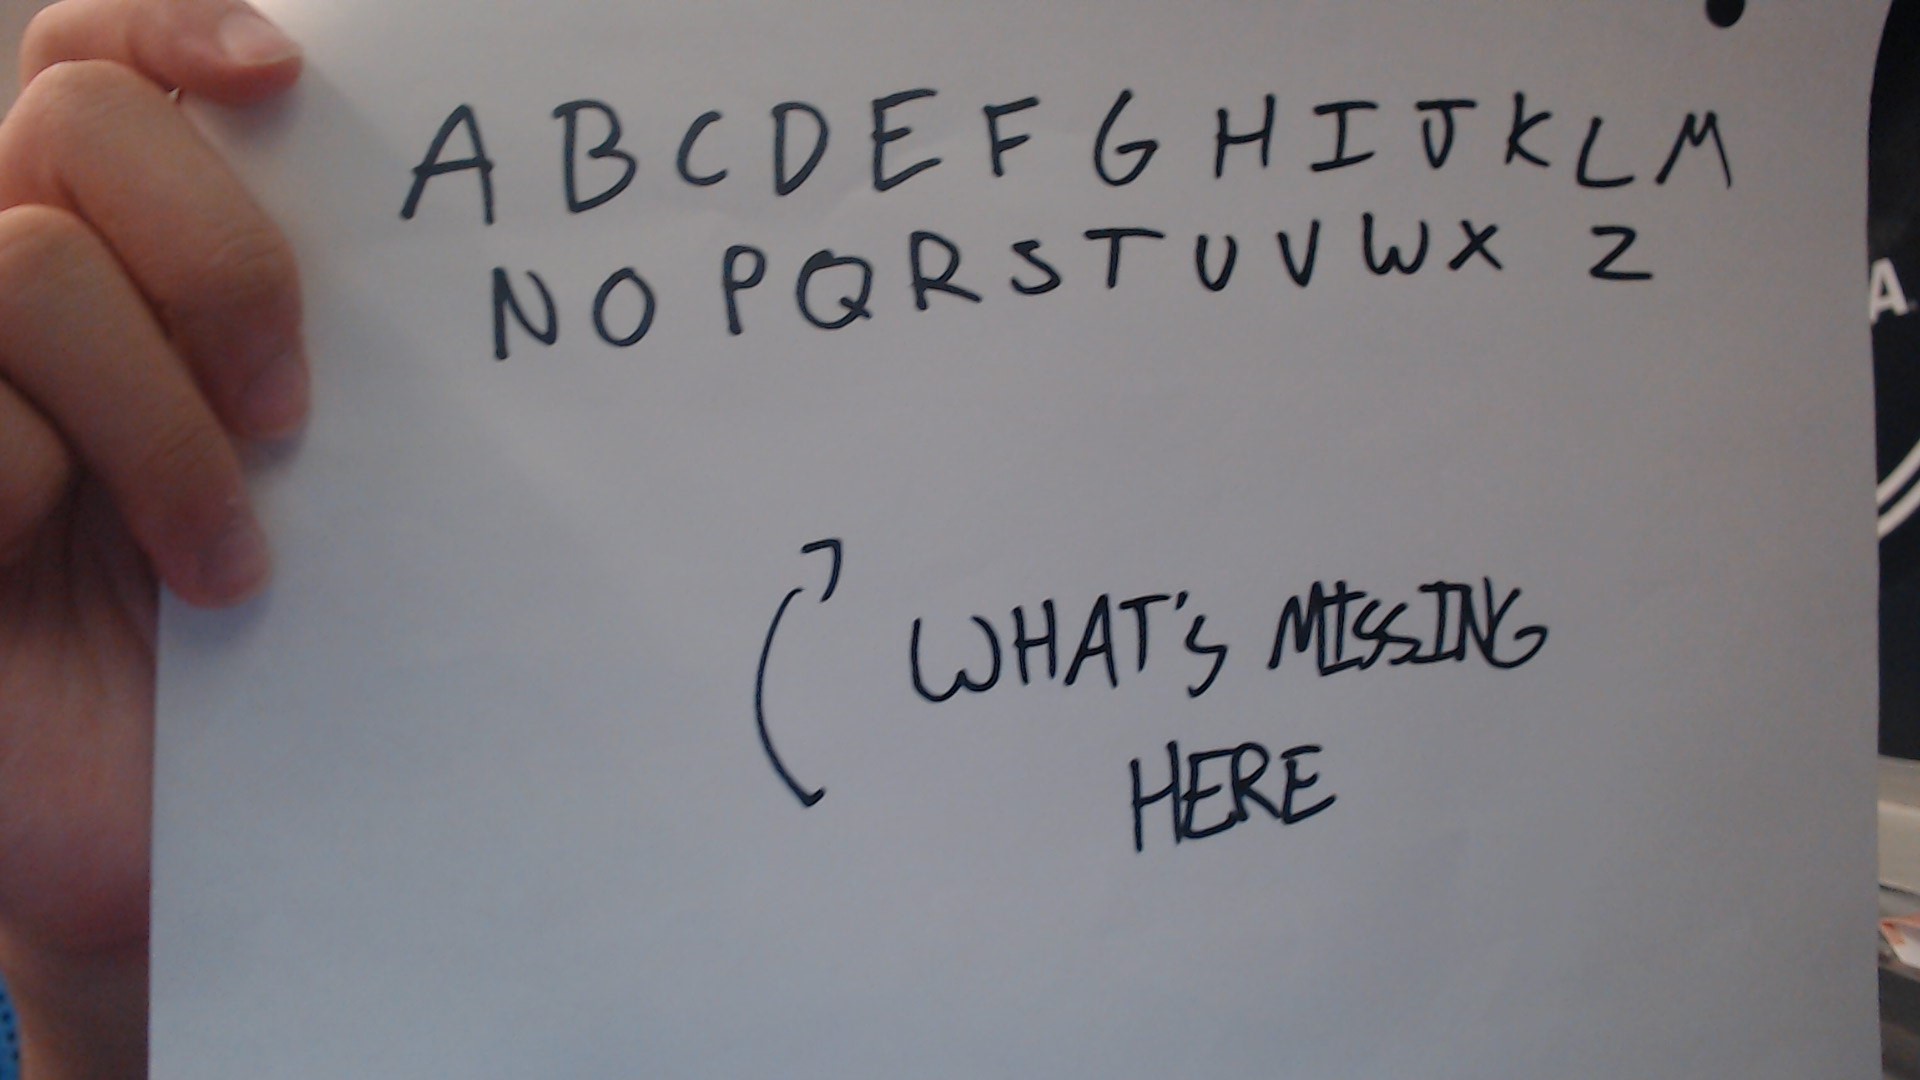 A B C D E F G H I J K L M
N O P Q R S T U V W X Z
WHAT'S MISSING
HERE
A